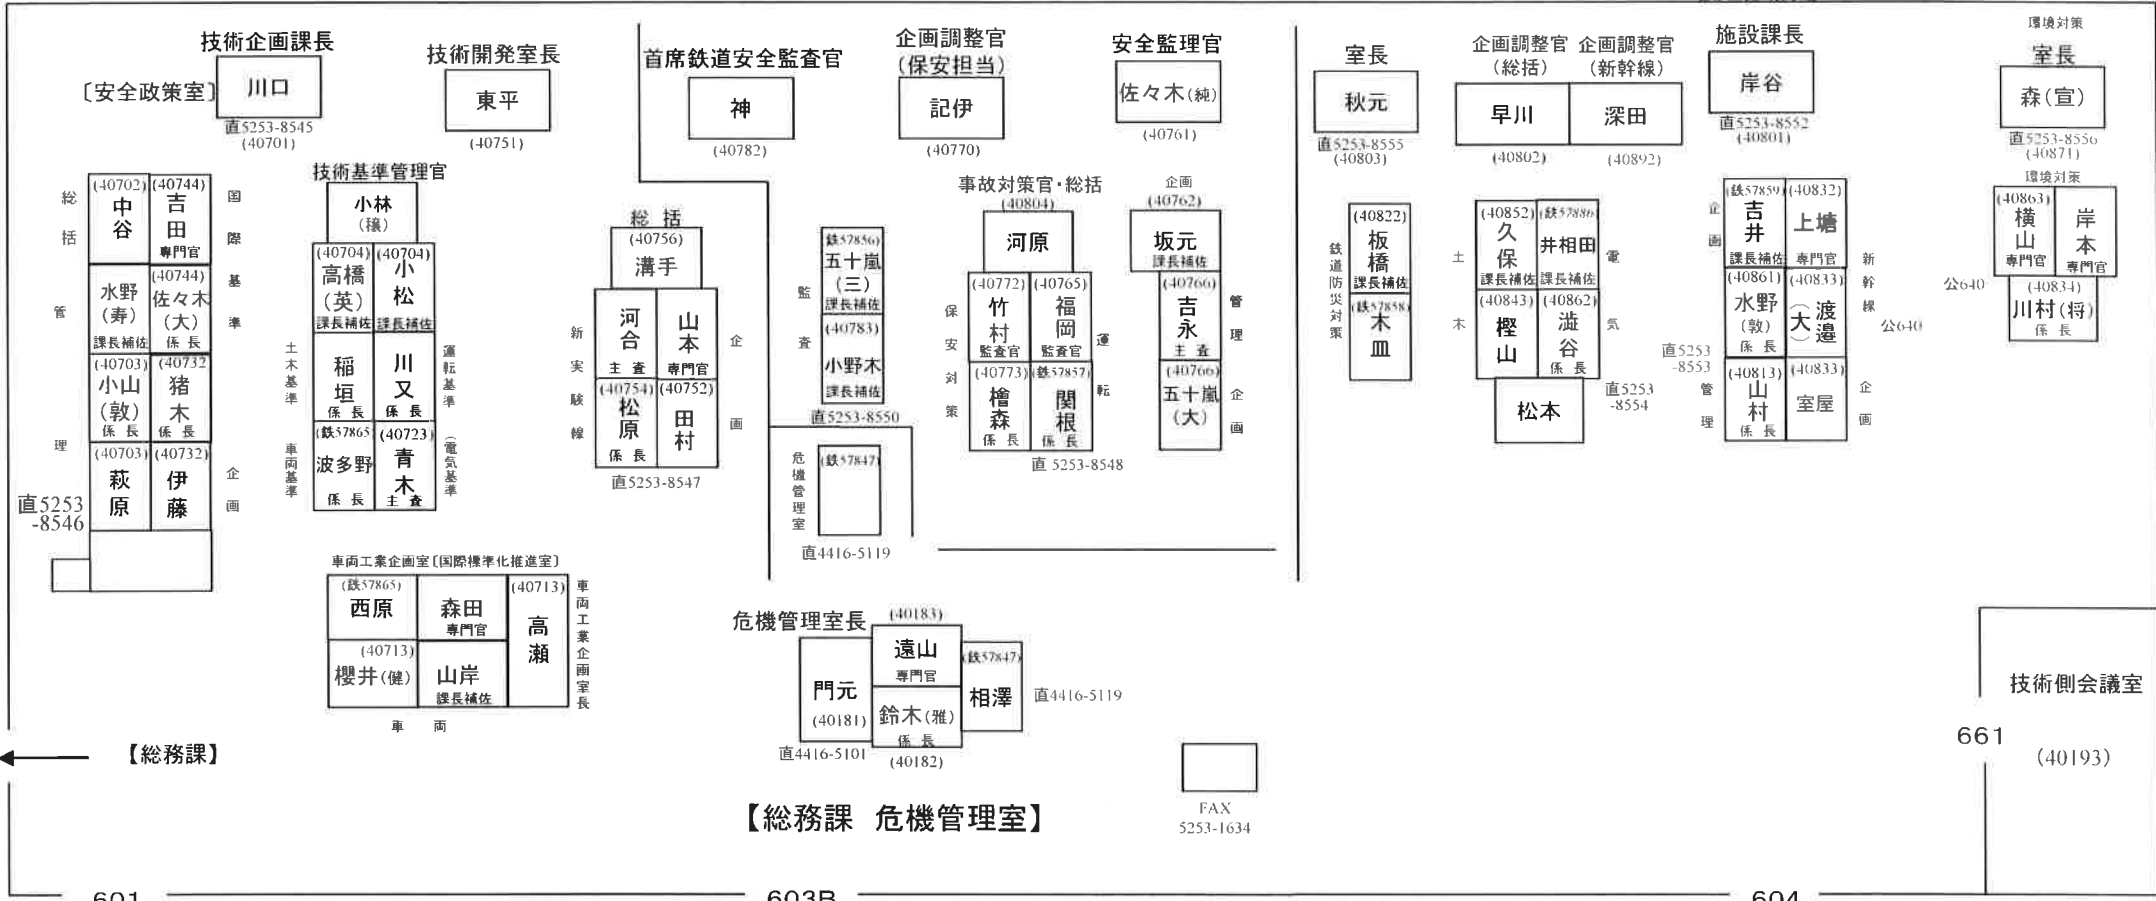 技術企画課長
〔安全政策室〕
川口
直5253-8545
(40701)
技術開発室長
東平
(40751)
首席鉄道安全監査官
神
(40782)
企画調整官
(保安担当)
記伊
(40770)
安全監理官
佐々木(純)
(40761)
室長
秋元
直5253-8555
(40803)
企画調整官
(総括)
早川
(40802)
企画調整官
(新幹線)
深田
(40892)
施設課長
岸谷
直5253-8552
(40801)
環境対策
室長
森(宣)
直5253-8556
(40871)
総括
(40702)
中谷
(40744)
吉田
専門官
国際基準
管理
水野
(寿)
課長補佐
(40744)
佐々木
(大)
係長
(40703)
小山
(敦)
係長
(40732
猪木
係長
(40703)
萩原
(40732)
伊藤
企画
直5253
-8546
技術基準管理官
小林
(穣)
(40704)
高橋
(英)
課長補佐
(40704)
小松
課長補佐
土木基準
稲垣
係長
川又
係長
運転基準
車両基準
(鉄57865)
波多野
係長
(40723)
青木
主査
(電気基準
総括
(40756)
溝手
新実験線
河合
主査
山本
専門官
企画
(40754)
松原
係長
(40752)
田村
直5253-8547
監査
鉄57856)
五十嵐
(三)
課長補佐
(40783)
小野木
課長補佐
直5253-8550
危機管理室
(鉄57847)
直4416-5119
事故対策官・総括
(40804)
河原
保安対策
(40772)
竹村
監査官
(40765)
福岡
監査官
運転
(40773)
檜森
係長
(鉄57857)
関根
係長
直 5253-8548
企画
(40762)
坂元
課長補佐
(40766)
吉永
主査
管理
(40766)
五十嵐
(大)
企画
鉄道防災対策
(40822)
板橋
課長補佐
(鉄57858)
木皿
土木
(40852)
久保
課長補佐
(鉄57886)
井相田
課長補佐
電気
(40843)
樫山
(40862)
澁谷
係長
松本
直5253
-8554
企画
(鉄57859)
吉井
課長補佐
(40832)
上塘
専門官
新幹線
(40861)
水野
(敦)
係長
(40833)
渡邉
(大)
公640
直5253
-8553
管理
(40813)
山村
係長
(40833)
室屋
企画
環境対策
(40863)
横山
専門官
岸本
専門官
公640
(40834)
川村(将)
係長
車両工業企画室〔国際標準化推進室〕
(鉄57865)
西原
森田
専門官
(40713)
高瀬
車両工業企画室長
(40713)
櫻井(健)
山岸
課長補佐
車両
危機管理室長
門元
(40181)
直4416-5101
(40183)
遠山
専門官
鈴木(雅)
係長
(40182)
(鉄57847)
相澤
直4416-5119
【総務課】
【総務課 危機管理室】
FAX
5253-1634
技術側会議室
661
(40193)
601
603B
604